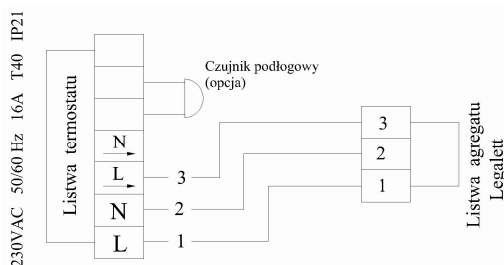 230VAC 50/60 Hz 16A T40 IP21
Listwa termostatu
Czujnik podłogowy
(opcja)
N
L
N
L
3
2
1
3
2
1
Listwa agregatu
Legalett